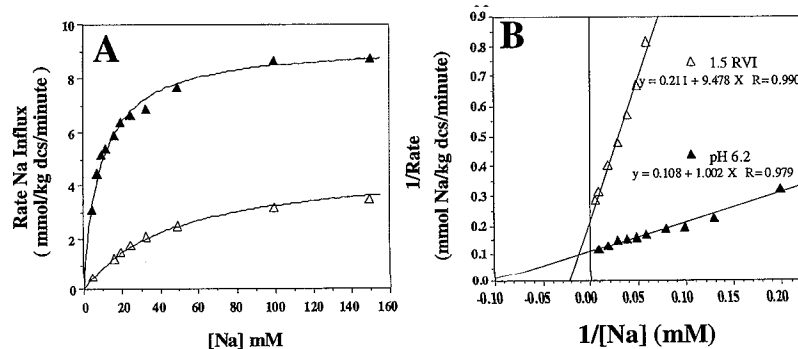 A
Rate Na Influx
( mmol/kg dcs/minute )
10
8
6
4
2
0
0 20 40 60 80 100 120 140 160
[Na] mM
B
1/Rate
(mmol Na/kg dcs/minute)
0.9
0.8
0.7
0.6
0.5
0.4
0.3
0.2
0.1
0.0
1.5 RVI
y = 0.211 + 9.478 X R= 0.990
pH 6.2
y = 0.108 + 1.002 X R= 0.979
-0.10 -0.05 0.00 0.05 0.10 0.15 0.20
1/[Na] (mM)